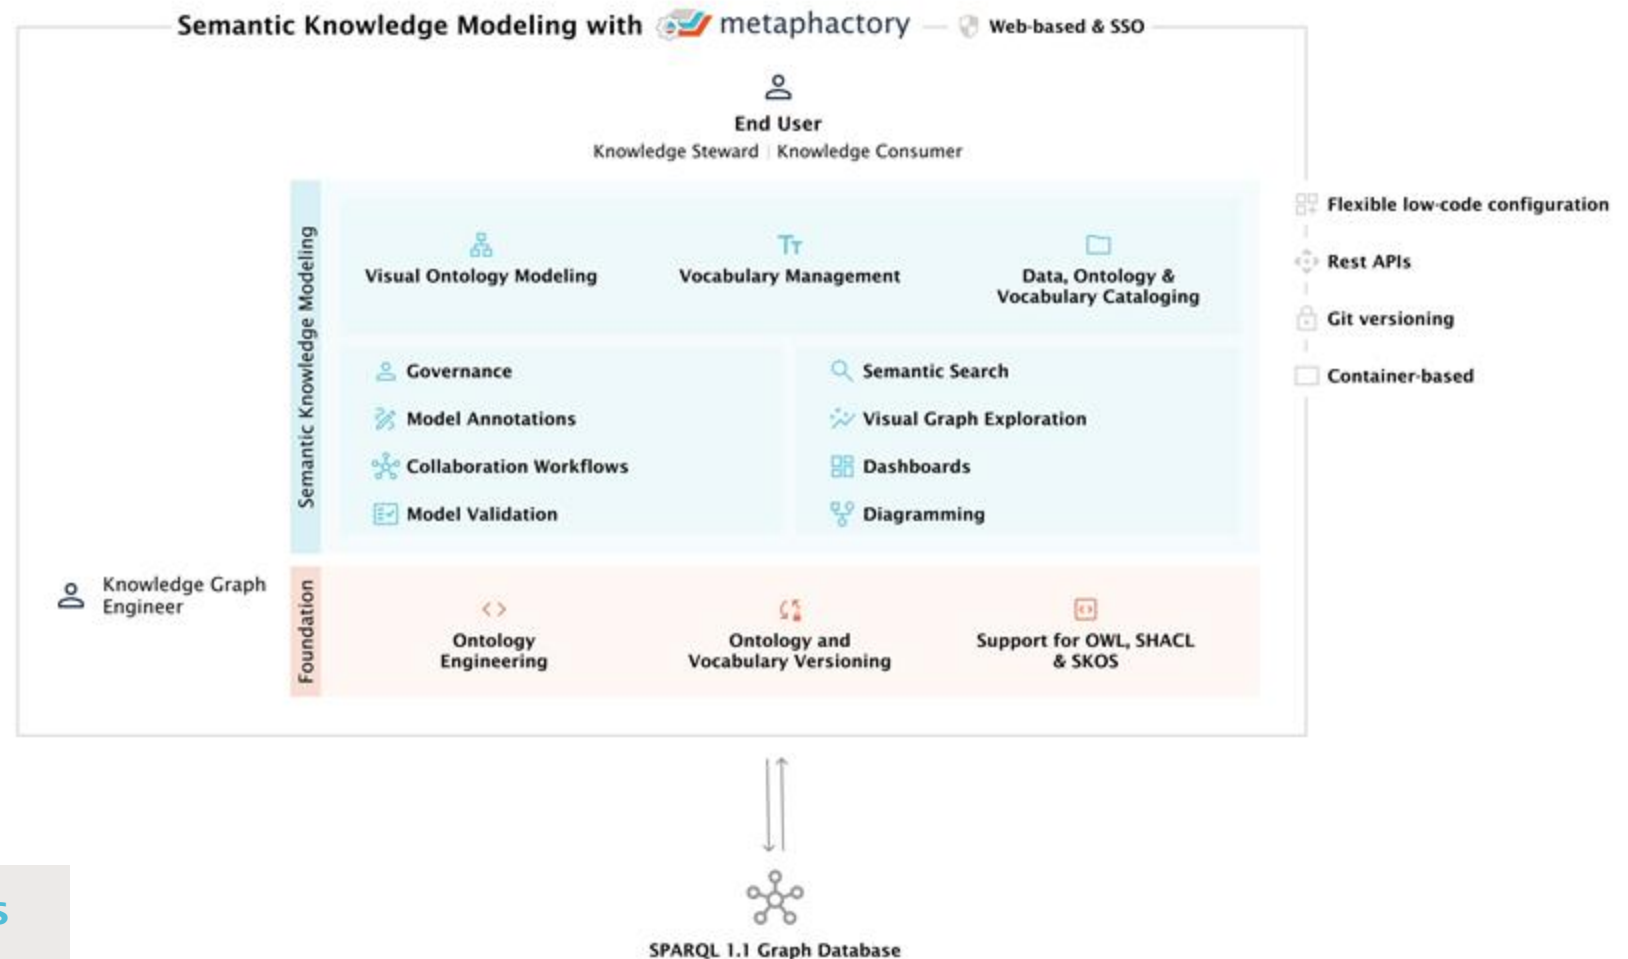 Semantic Knowledge Modeling with metaphactory
Web-based & SSO
End User
Knowledge Steward | Knowledge Consumer
Semantic Knowledge Modeling
Visual Ontology Modeling
Vocabulary Management
Data, Ontology &
Vocabulary Cataloging
Governance
Model Annotations
Collaboration Workflows
Model Validation
Semantic Search
Visual Graph Exploration
Dashboards
Diagramming
Flexible low-code configuration
Rest APIs
Git versioning
Container-based
Knowledge Graph
Engineer
Foundation
Ontology
Engineering
Ontology and
Vocabulary Versioning
Support for OWL, SHACL
& SKOS
SPARQL 1.1 Graph Database